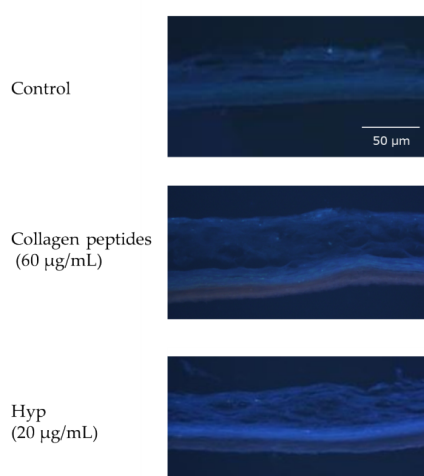 Control
50 µm
Collagen peptides
(60 µg/mL)
Hyp
(20 µg/mL)